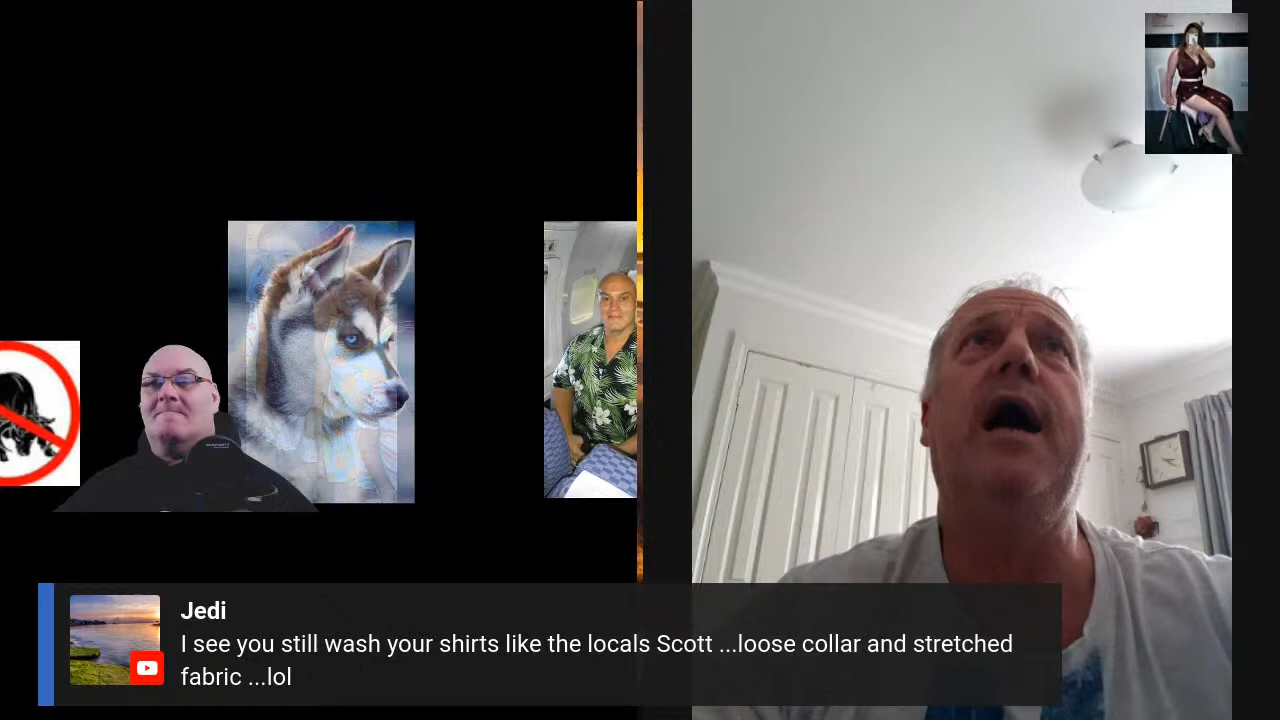 Jedi
I see you still wash your shirts like the locals Scott ...loose collar and stretched
fabric ...lol